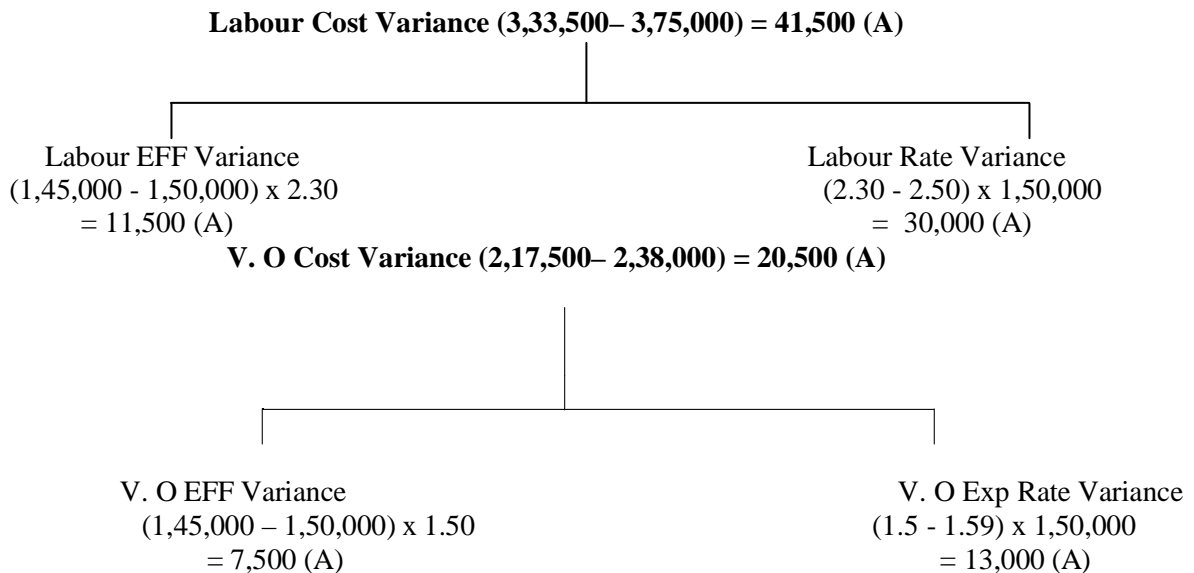 Labour Cost Variance (3,33,500– 3,75,000) = 41,500 (A)
Labour EFF Variance
(1,45,000 - 1,50,000) x 2.30
= 11,500 (A)
Labour Rate Variance
(2.30 - 2.50) x 1,50,000
= 30,000 (A)
V. O Cost Variance (2,17,500– 2,38,000) = 20,500 (A)
V. O EFF Variance
(1,45,000 – 1,50,000) x 1.50
= 7,500 (A)
V. O Exp Rate Variance
(1.5 - 1.59) x 1,50,000
= 13,000 (A)